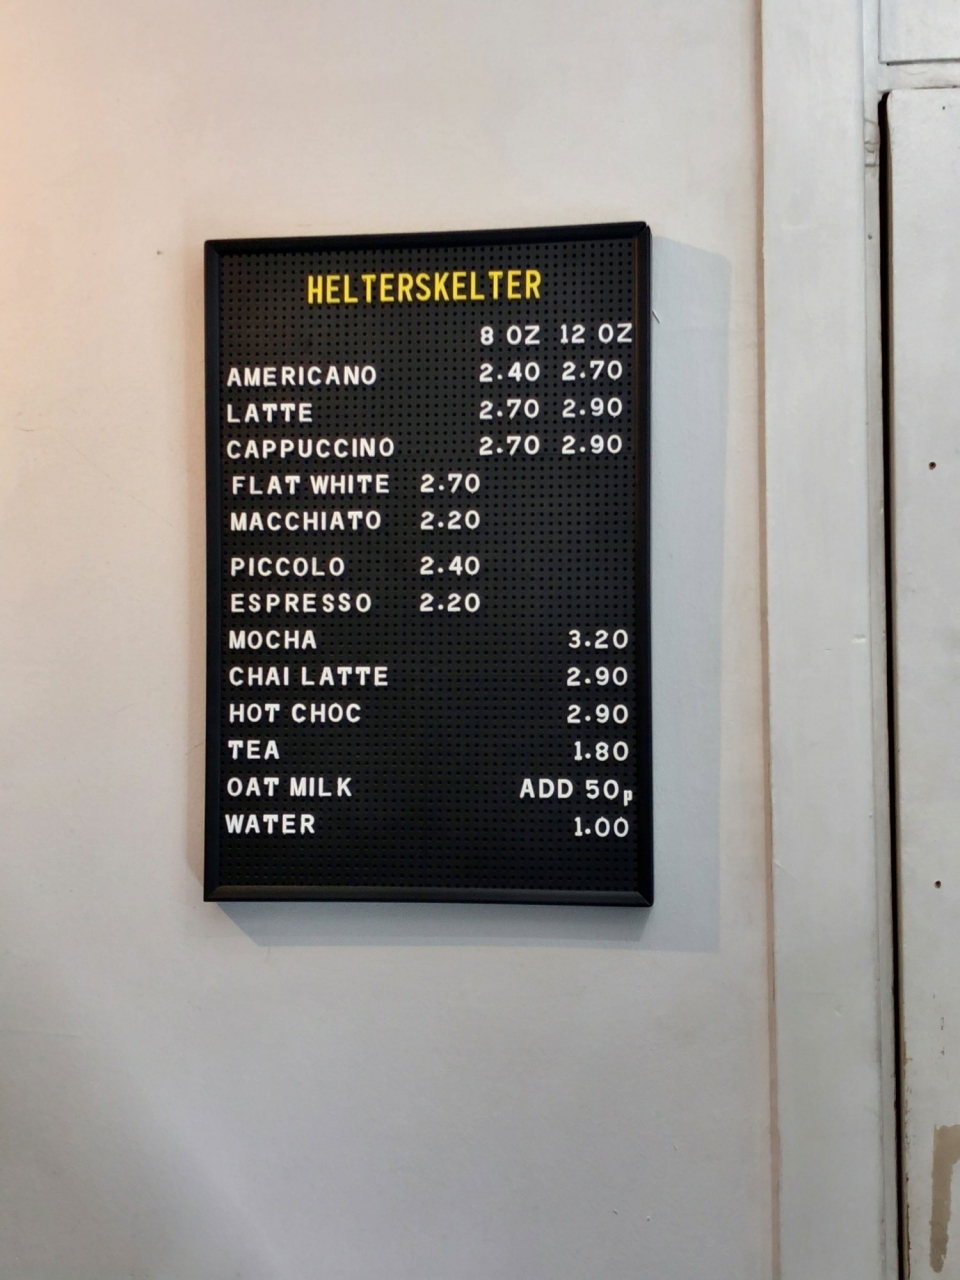 HELTERSKELTER
8 OZ 12 OZ
AMERICANO 2.40 2.70
LATTE 2.70 2.90
CAPPUCCINO 2.70 2.90
FLAT WHITE 2.70
MACCHIATO 2.20
PICCOLO 2.40
ESPRESSO 2.20
MOCHA 3.20
CHAI LATTE 2.90
HOT CHOC 2.90
TEA 1.80
OAT MILK ADD 50p
WATER 1.00